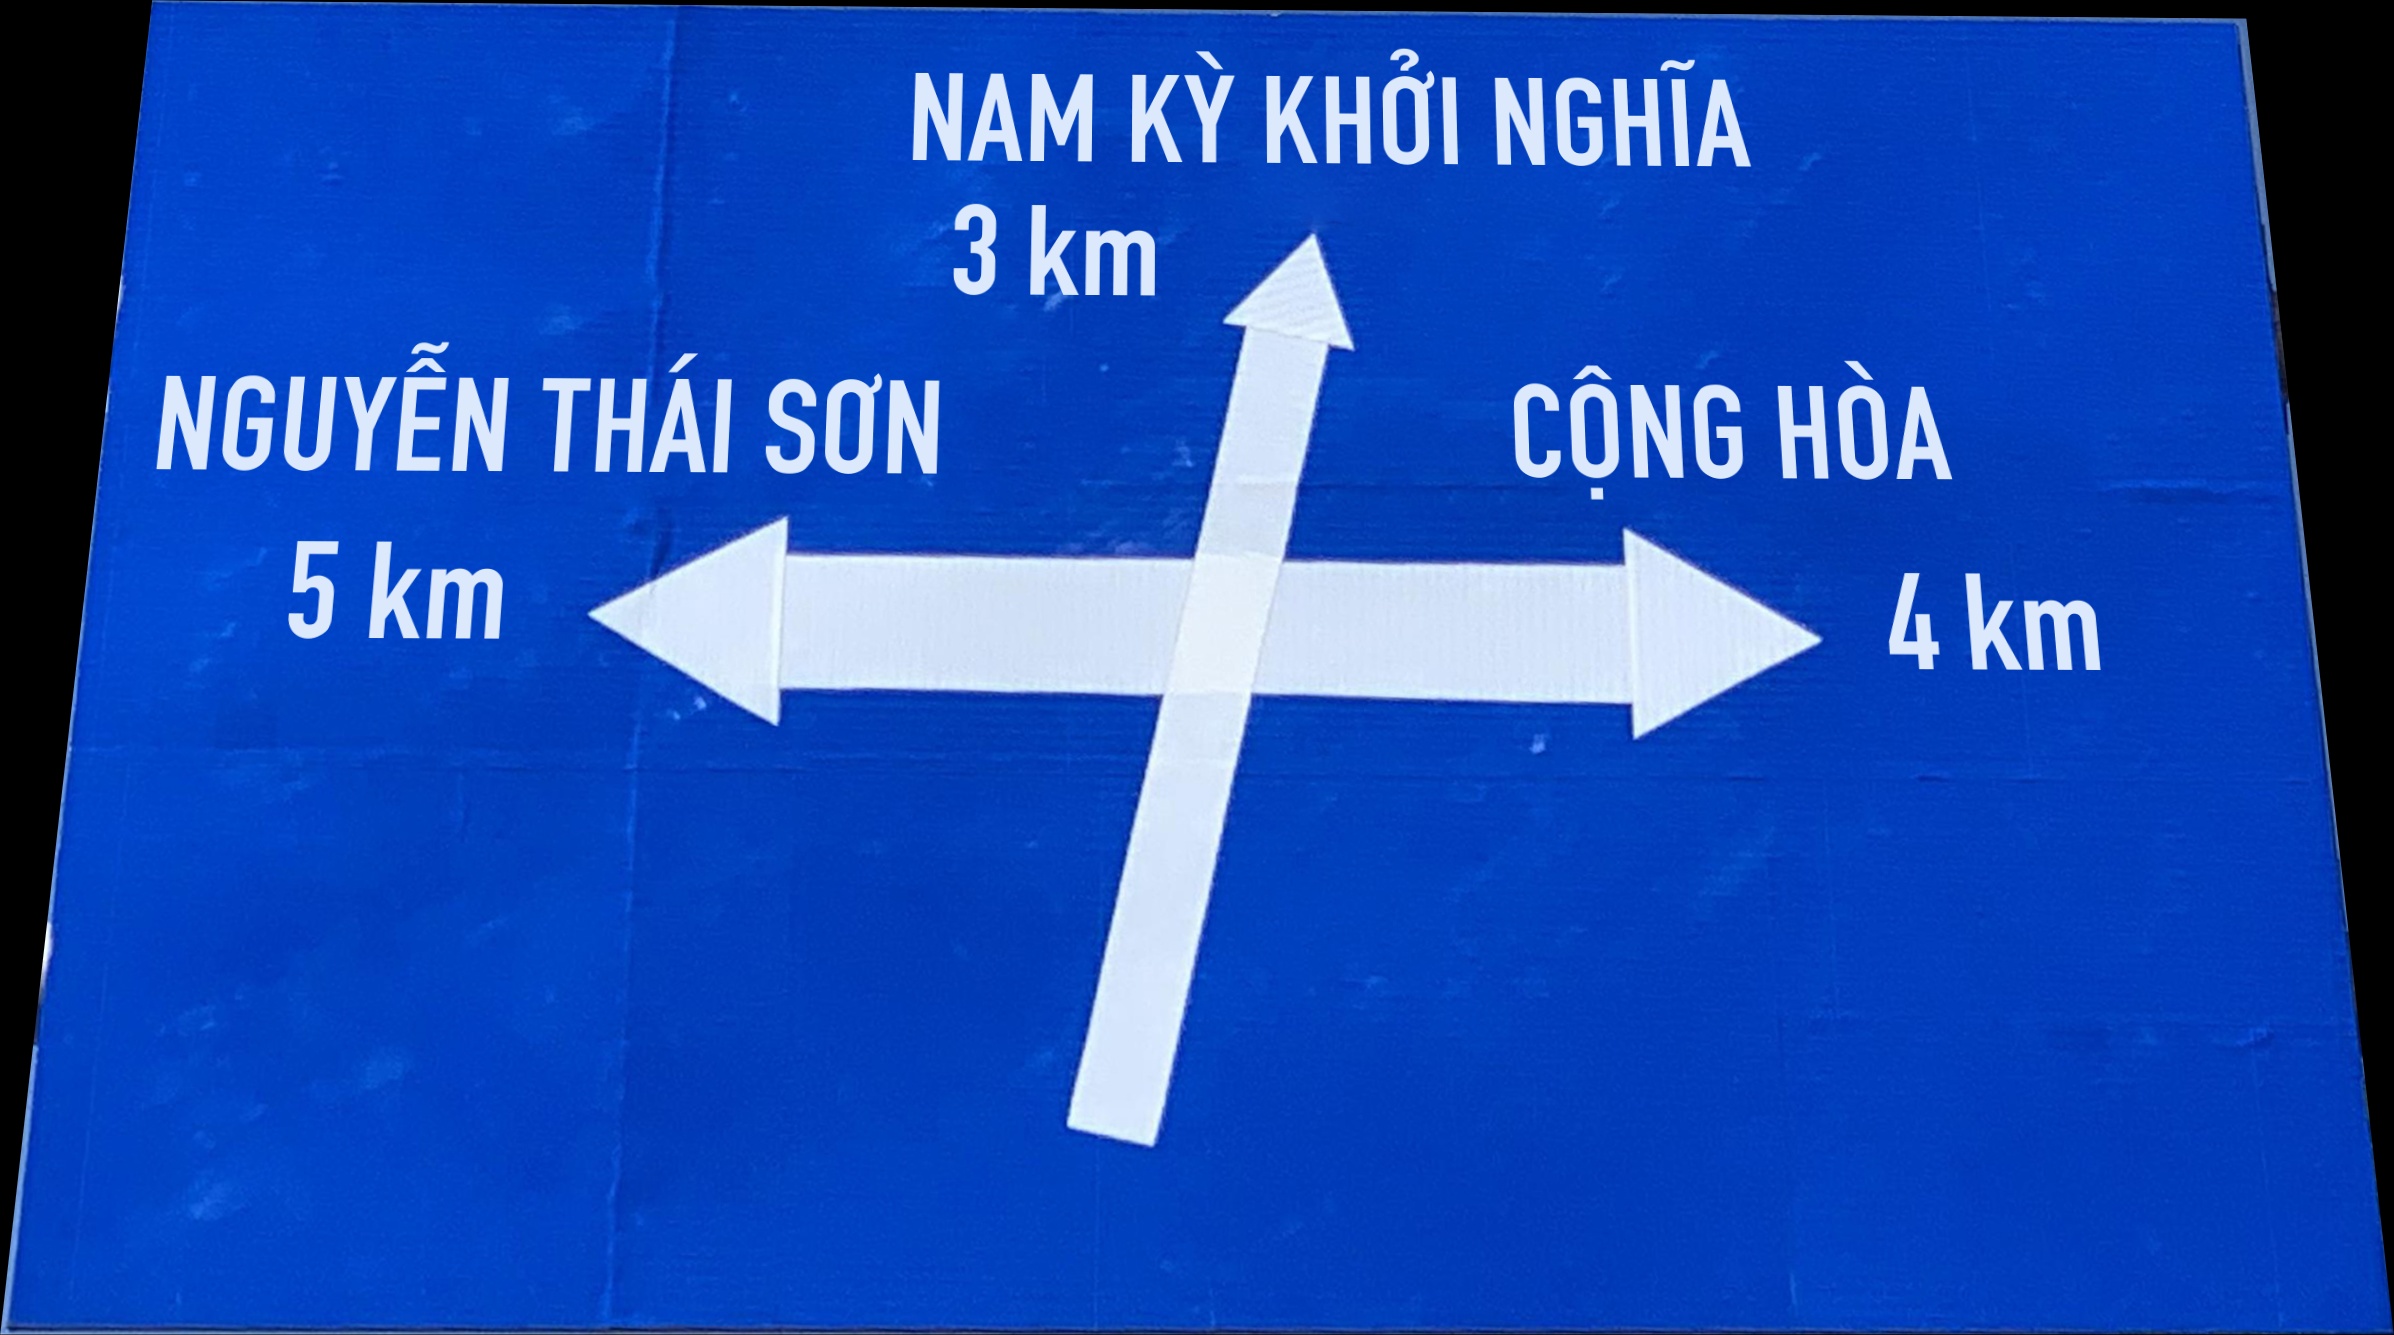 NAM KỲ KHỞI NGHĨA
3 km
NGUYỄN THÁI SƠN
5 km
CỘNG HÒA
4 km